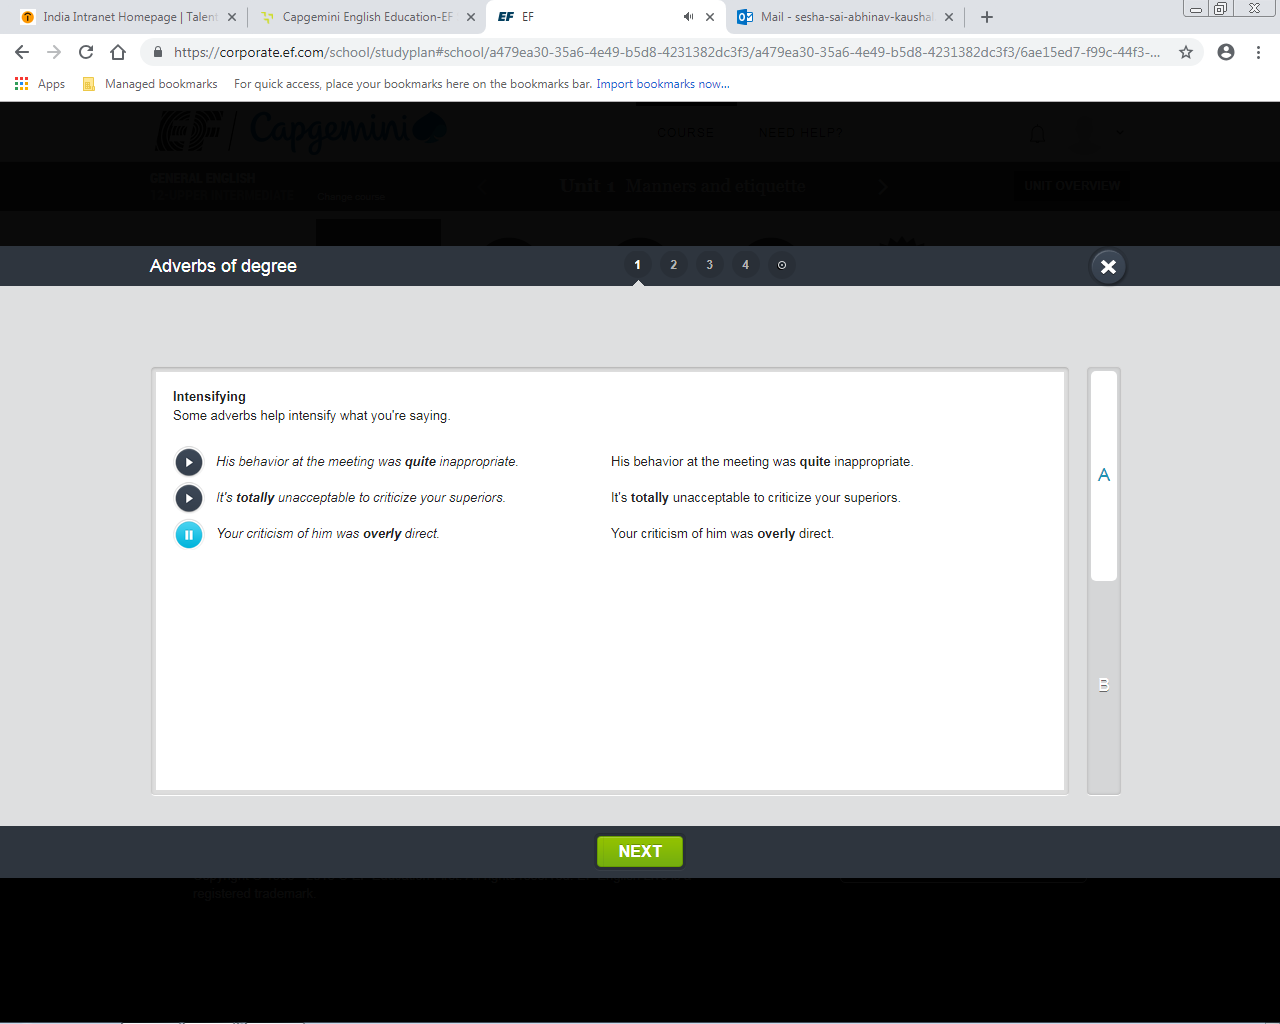 India Intranet Homepage | Talent
Capgemini English Education-EF
EF EF
Mail - sesha-sai-abhinav-kaushal
https://corporate.ef.com/school/studyplan#school/a479ea30-35a6-4e49-b5d8-4231382dc3f3/a479ea30-35a6-4e49-b5d8-4231382dc3f3/6ae15ed7-f99c-44f3-...
Apps Managed bookmarks For quick access, place your bookmarks here on the bookmarks bar. Import bookmarks now...
EF Capgemini
COURSE NEED HELP?
GENERAL ENGLISH
Unit 1 Manners and etiquette
UNIT OVERVIEW
Change course
Adverbs of degree
1 2 3 4
Intensifying
Some adverbs help intensify what you're saying.
His behavior at the meeting was quite inappropriate. His behavior at the meeting was quite inappropriate.
It's totally unacceptable to criticize your superiors. It's totally unacceptable to criticize your superiors.
Your criticism of him was overly direct. Your criticism of him was overly direct.
A
B
NEXT
registered trademark